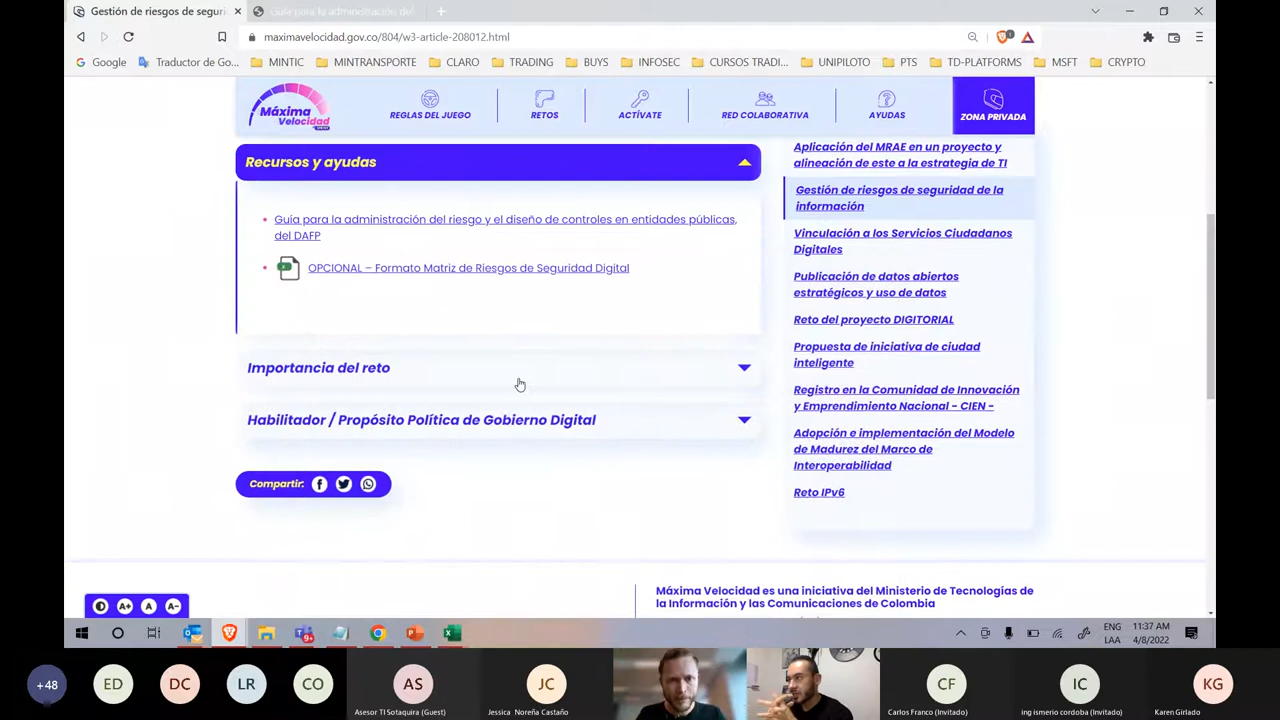 Gestión de riesgos de seguri
Guía para la administración del
maximavelocidad.gov.co/804/w3-article-208012.html
1
Google
Traductor de Go...
MINTIC
MINTRANSPORTE
CLARO
TRADING
BUYS
INFOSEC
CURSOS TRADI...
UNIPILOTO
PTS
TD-PLATFORMS
MSFT
CRYPTO
Máxima
Velocidad
REGLAS DEL JUEGO
RETOS
ACTÍVATE
RED COLABORATIVA
AYUDAS
ZONA PRIVADA
Recursos y ayudas
Guía para la administración del riesgo y el diseño de controles en entidades públicas,
del DAFP
OPCIONAL – Formato Matriz de Riesgos de Seguridad Digital
Importancia del reto
Habilitador / Propósito Política de Gobierno Digital
Compartir:
Aplicación del MRAE en un proyecto y
alineación de este a la estrategia de TI
Gestión de riesgos de seguridad de la
información
Vinculación a los Servicios Ciudadanos
Digitales
Publicación de datos abiertos
estratégicos y uso de datos
Reto del proyecto DIGITORIAL
Propuesta de iniciativa de ciudad
inteligente
Registro en la Comunidad de Innovación
y Emprendimiento Nacional - CIEN -
Adopción e implementación del Modelo
de Madurez del Marco de
Interoperabilidad
Reto IPv6
A+
A
A-
Máxima Velocidad es una iniciativa del Ministerio de Tecnologías de
la Información y las Comunicaciones de Colombia
9+
ENG
LAA
11:37 AM
4/8/2022
+48
ED
DC
LR
CO
AS
Asesor TI Sotaquira (Guest)
JC
Jessica Noreña Castaño
CF
Carlos Franco (Invitado)
IC
ing ismerio cordoba (Invitado)
KG
Karen Girlado